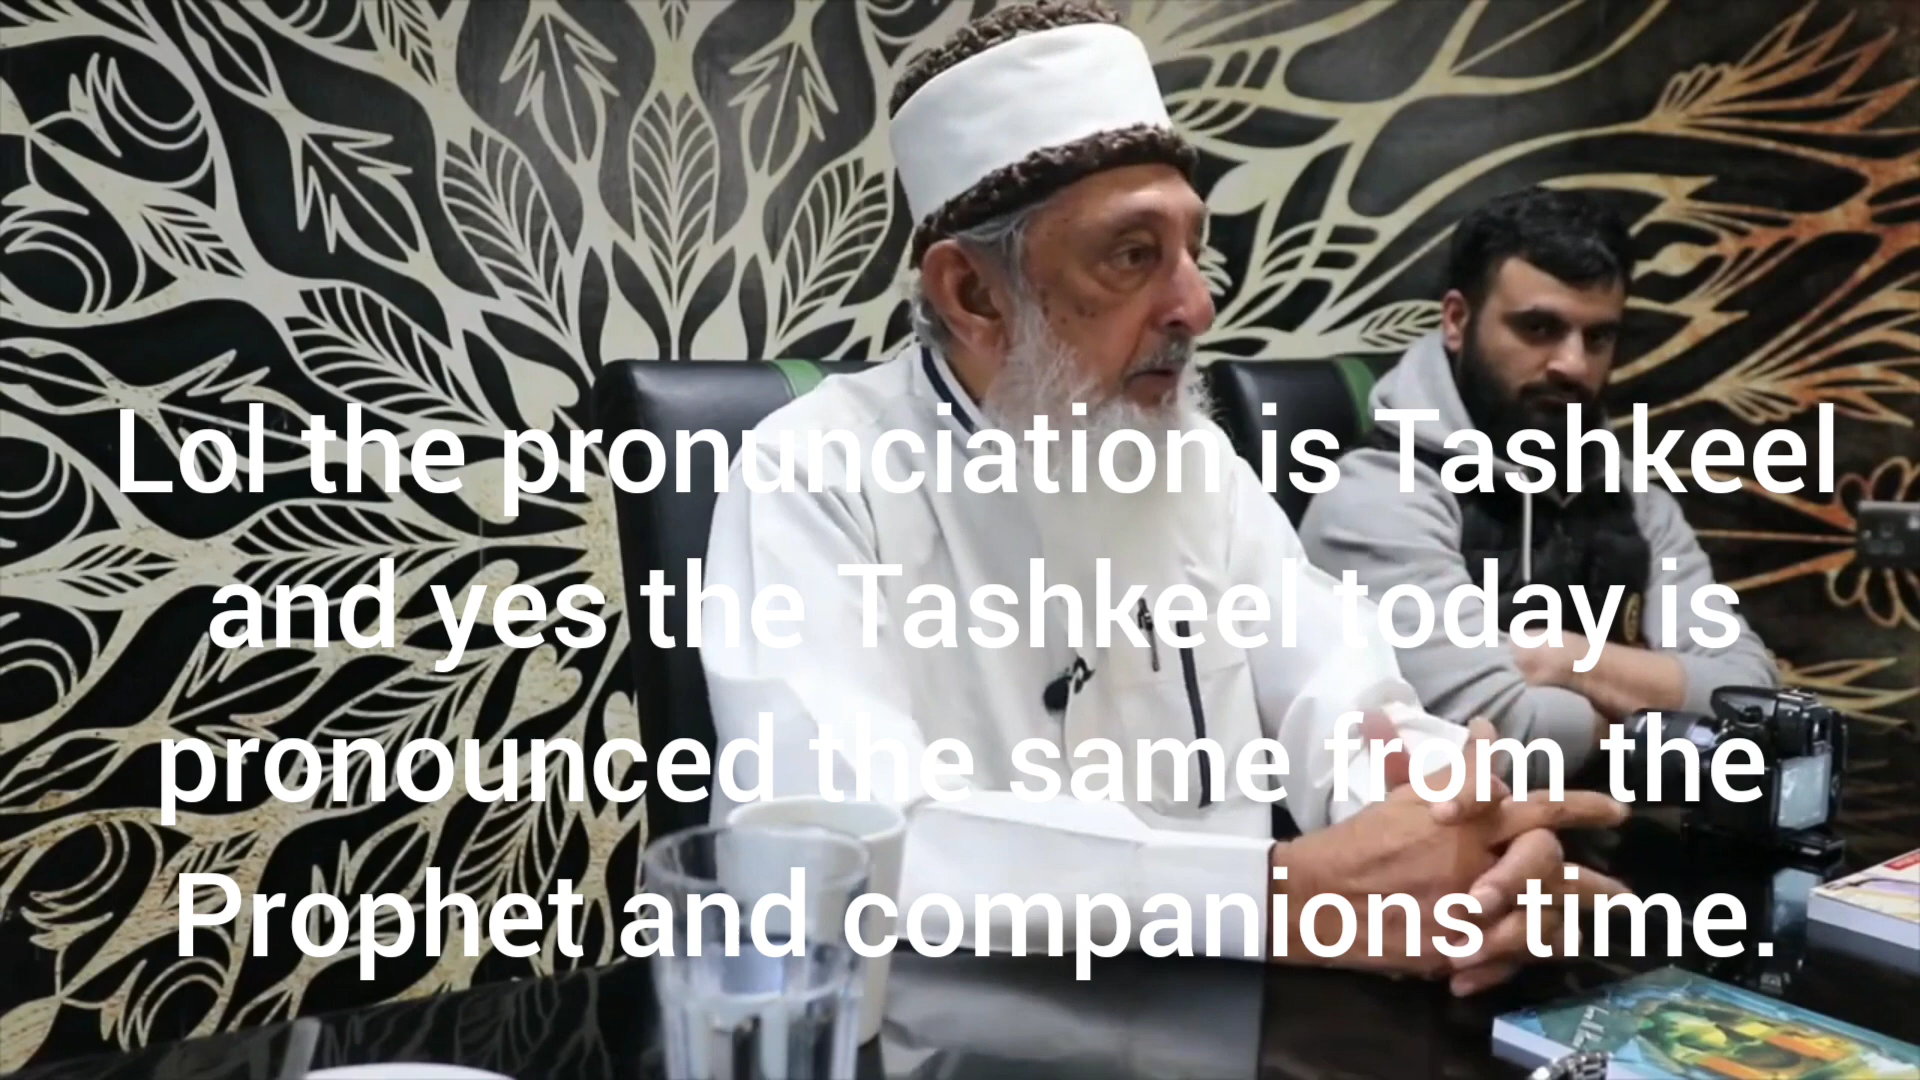 Lol the pronunciation is Tashkeel
and yes the Tashkeel today is
pronounced the same from the
Prophet and companions time.